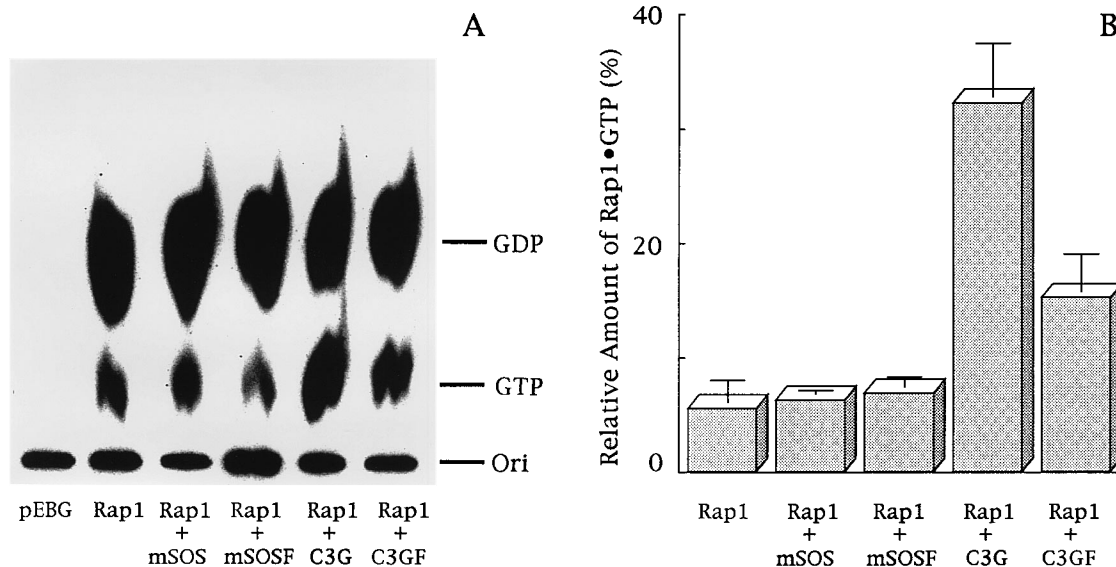 A
GDP
GTP
Ori
pEBG
Rap1
Rap1
+
mSOS
Rap1
+
mSOSF
Rap1
+
C3G
Rap1
+
C3GF
B
Relative Amount of Rap1•GTP (%)
40
20
0
Rap1
Rap1
+
mSOS
Rap1
+
mSOSF
Rap1
+
C3G
Rap1
+
C3GF